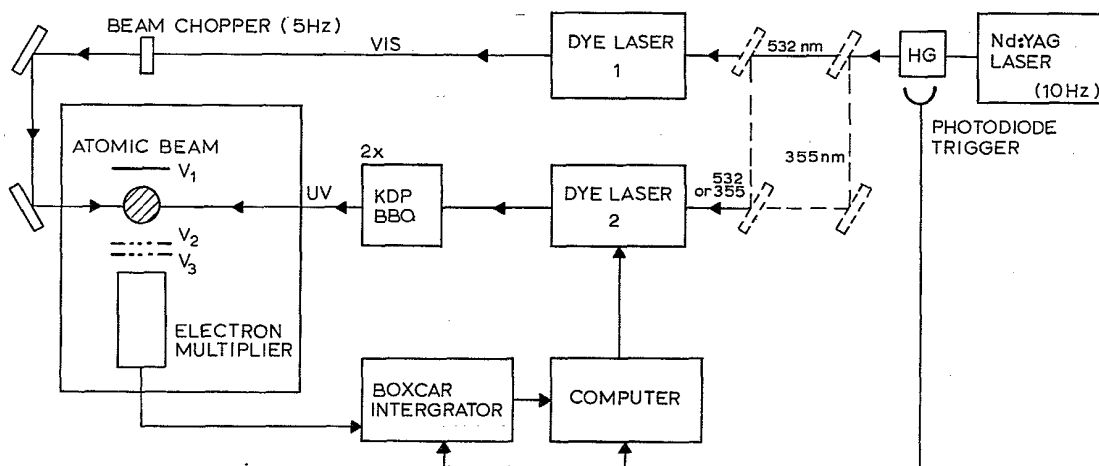 BEAM CHOPPER (5Hz)
VIS
DYE LASER
1
532 nm
HG
Nd:YAG
LASER
(10Hz)
PHOTODIODE
TRIGGER
355nm
ATOMIC BEAM
V1
V2
V3
ELECTRON
MULTIPLIER
UV
2x
KDP
BBO
DYE LASER
2
532
or 355
BOXCAR
INTERGRATOR
COMPUTER